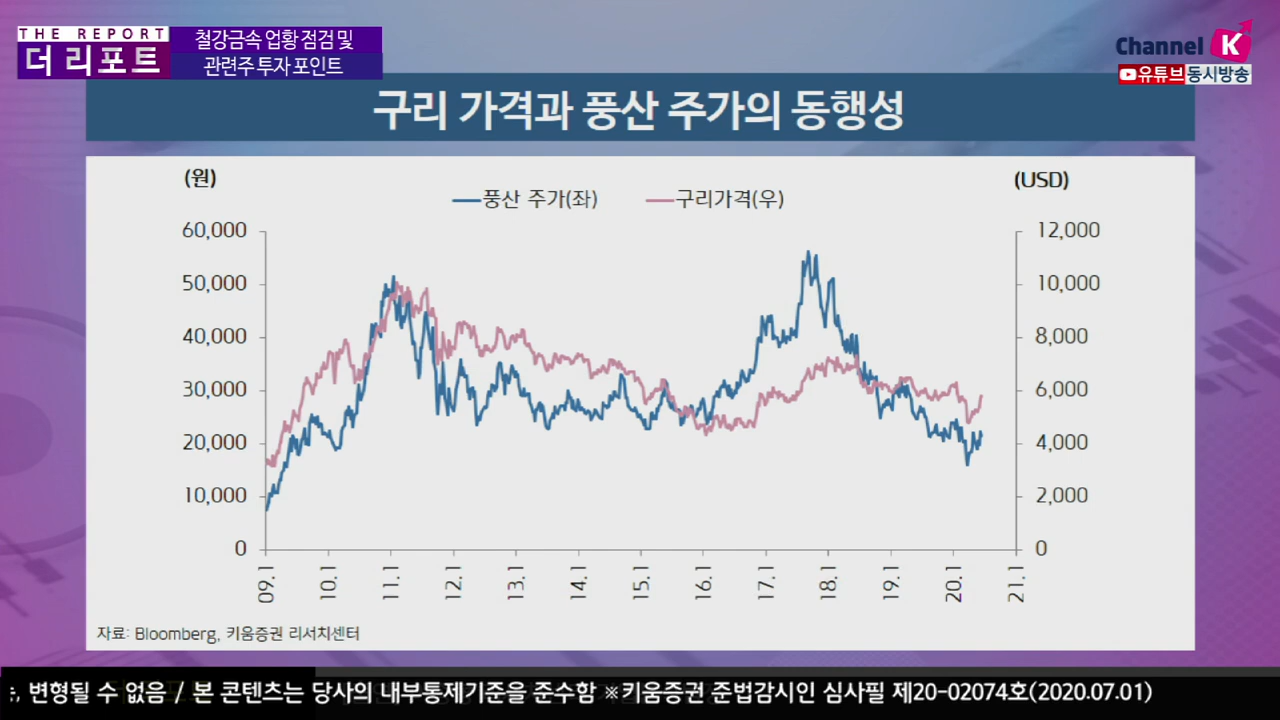 THE REPORT
더 리포트
철강금속 업황 점검 및
관련주 투자 포인트
Channel K
유튜브 동시방송
구리 가격과 풍산 주가의 동행성
(원)
(USD)
풍산 주가(좌)
구리가격(우)
60,000
50,000
40,000
30,000
20,000
10,000
0
12,000
10,000
8,000
6,000
4,000
2,000
0
09.1
10.1
11.1
12.1
13.1
14.1
15.1
16.1
17.1
18.1
19.1
20.1
21.1
자료: Bloomberg, 키움증권 리서치센터
, 변형될 수 없음 / 본 콘텐츠는 당사의 내부통제기준을 준수함 ※키움증권 준법감시인 심사필 제20-02074호(2020.07.01)